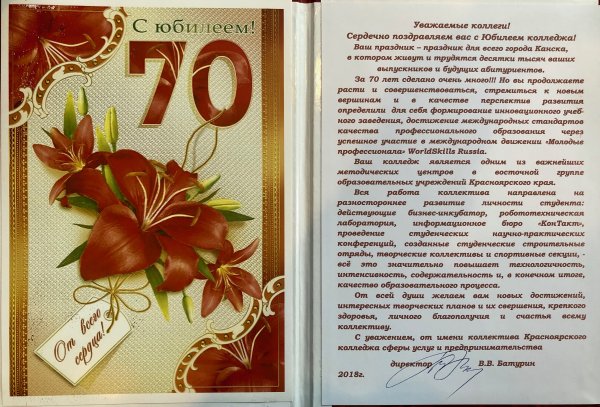 С юбилеем!
70
От всего
сердца!
Уважаемые коллеги!
Сердечно поздравляем вас с Юбилеем колледжа!
Ваш праздник – праздник для всего города Канска,
в котором живут и трудятся десятки тысяч ваших
выпускников и будущих абитуриентов.
За 70 лет сделано очень много!!! Но вы продолжаете
расти и совершенствоваться, стремиться к новым
вершинам и в качестве перспектив развития
определили для себя формирование инновационного учеб-
ного заведения, достижение международных стандартов
качества профессионального образования через
успешное участие в международном движении «Молодые
профессионалы» WorldSkills Russia.
Ваш колледж является одним из важнейших
методических центров в восточной группе
образовательных учреждений Красноярского края.
Вся работа коллектива направлена на
разностороннее развитие личности студента:
действующие бизнес-инкубатор, робототехническая
лаборатория, информационное бюро «КонТакт»,
проведение студенческих научно-практических
конференций, созданные студенческие строительные
отряды, творческие коллективы и спортивные секции, -
всё это значительно повышает технологичность,
интенсивность, содержательность и, в конечном итоге,
качество образовательного процесса.
От всей души желаем вам новых достижений,
интересных творческих планов и их свершения, крепкого
здоровья, личного благополучия и счастья всему
коллективу.
С уважением, от имени коллектива Красноярского
колледжа сферы услуг и предпринимательства
директор В.В. Батурин
2018г.